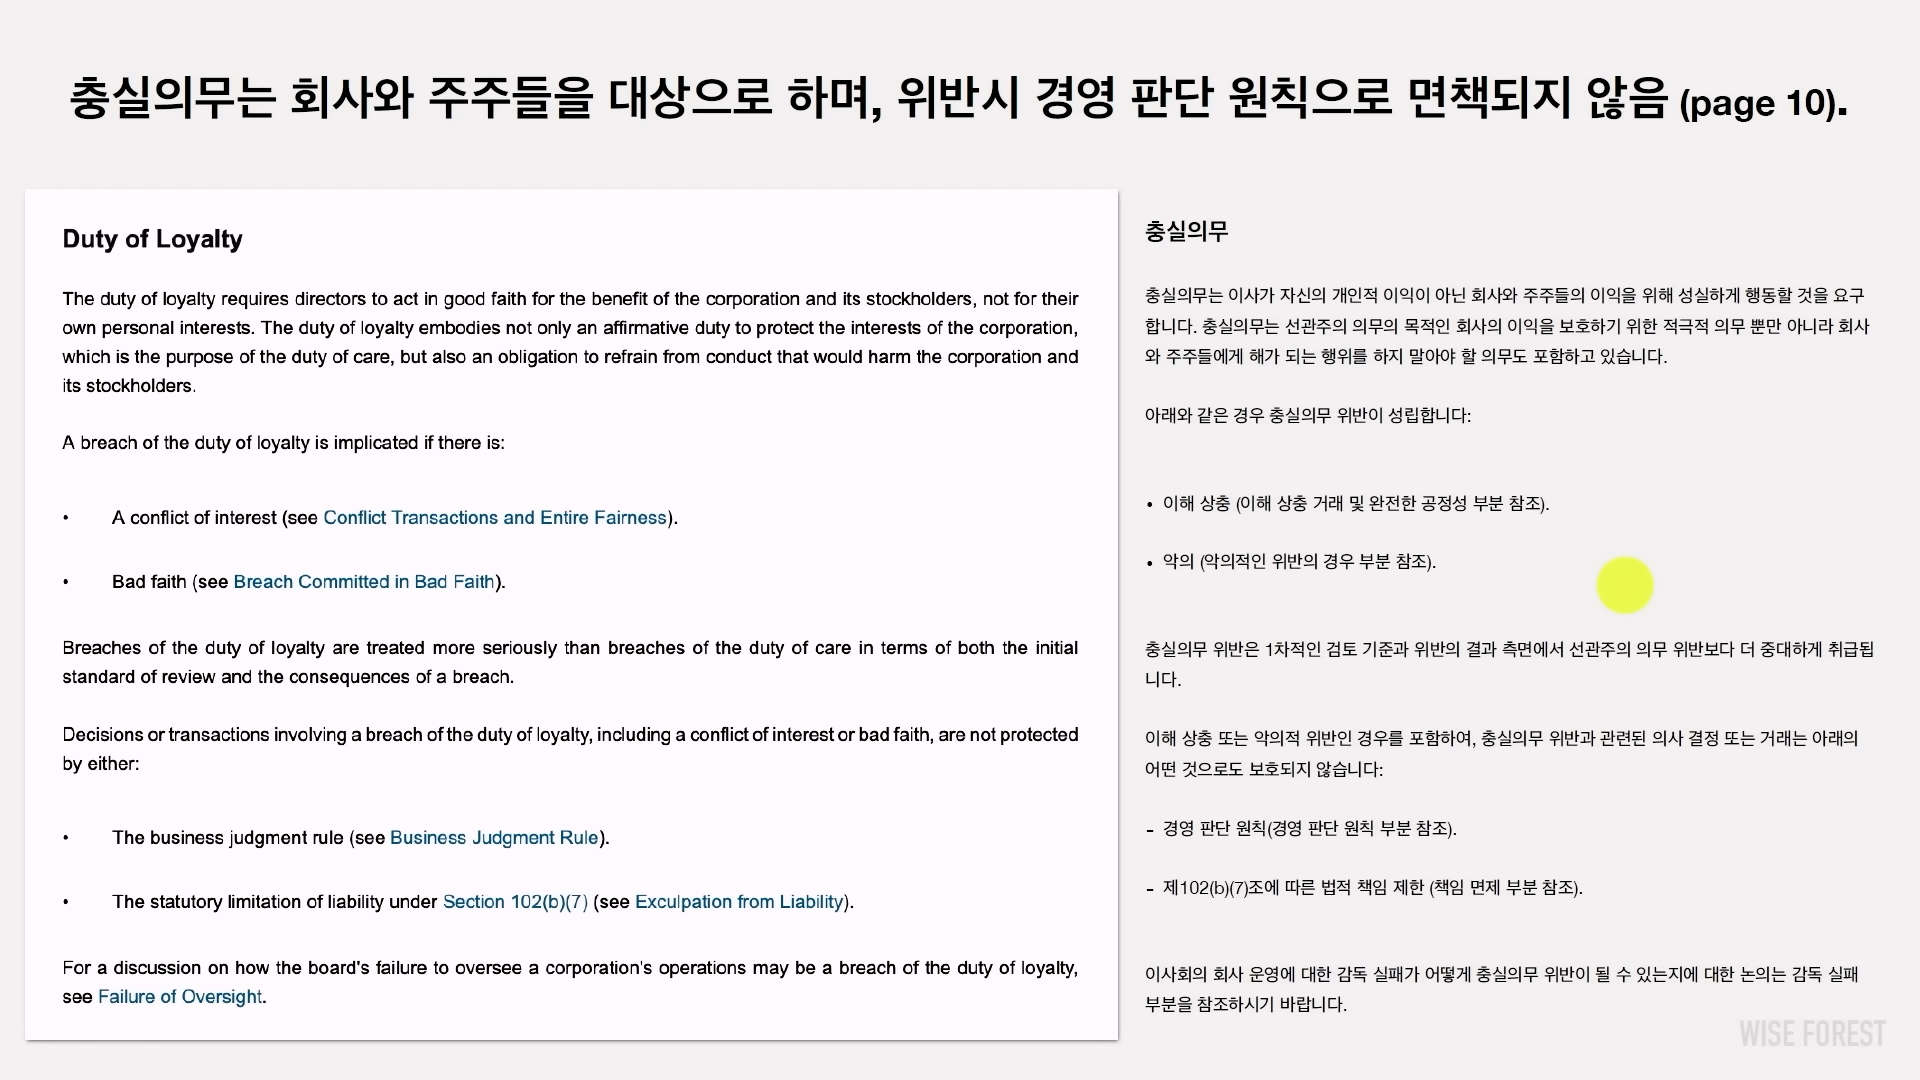 충실의무는 회사와 주주들을 대상으로 하며, 위반시 경영 판단 원칙으로 면책되지 않음 (page 10).
Duty of Loyalty
The duty of loyalty requires directors to act in good faith for the benefit of the corporation and its stockholders, not for their
own personal interests. The duty of loyalty embodies not only an affirmative duty to protect the interests of the corporation,
which is the purpose of the duty of care, but also an obligation to refrain from conduct that would harm the corporation and
its stockholders.
A breach of the duty of loyalty is implicated if there is:
• A conflict of interest (see Conflict Transactions and Entire Fairness).
• Bad faith (see Breach Committed in Bad Faith).
Breaches of the duty of loyalty are treated more seriously than breaches of the duty of care in terms of both the initial
standard of review and the consequences of a breach.
Decisions or transactions involving a breach of the duty of loyalty, including a conflict of interest or bad faith, are not protected
by either:
• The business judgment rule (see Business Judgment Rule).
• The statutory limitation of liability under Section 102(b)(7) (see Exculpation from Liability).
For a discussion on how the board's failure to oversee a corporation's operations may be a breach of the duty of loyalty,
see Failure of Oversight.
충실의무
충실의무는 이사가 자신의 개인적 이익이 아닌 회사와 주주들의 이익을 위해 성실하게 행동할 것을 요구
합니다. 충실의무는 선관주의 의무의 목적인 회사의 이익을 보호하기 위한 적극적 의무 뿐만 아니라 회사
와 주주들에게 해가 되는 행위를 하지 말아야 할 의무도 포함하고 있습니다.
아래와 같은 경우 충실의무 위반이 성립합니다:
• 이해 상충 (이해 상충 거래 및 완전한 공정성 부분 참조).
• 악의 (악의적인 위반의 경우 부분 참조).
충실의무 위반은 1차적인 검토 기준과 위반의 결과 측면에서 선관주의 의무 위반보다 더 중대하게 취급됩
니다.
이해 상충 또는 악의적 위반인 경우를 포함하여, 충실의무 위반과 관련된 의사 결정 또는 거래는 아래의
어떤 것으로도 보호되지 않습니다:
- 경영 판단 원칙(경영 판단 원칙 부분 참조).
- 제102(b)(7)조에 따른 법적 책임 제한 (책임 면제 부분 참조).
이사회의 회사 운영에 대한 감독 실패가 어떻게 충실의무 위반이 될 수 있는지에 대한 논의는 감독 실패
부분을 참조하시기 바랍니다.
WISE FOREST